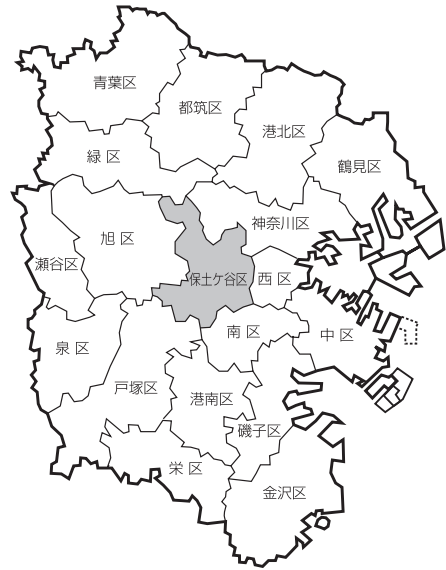 青葉区
都筑区
港北区
緑 区
鶴見区
旭 区
神奈川区
瀬谷区
保土ケ谷区
西 区
泉 区
南 区
中 区
戸塚区
港南区
磯子区
栄 区
金沢区